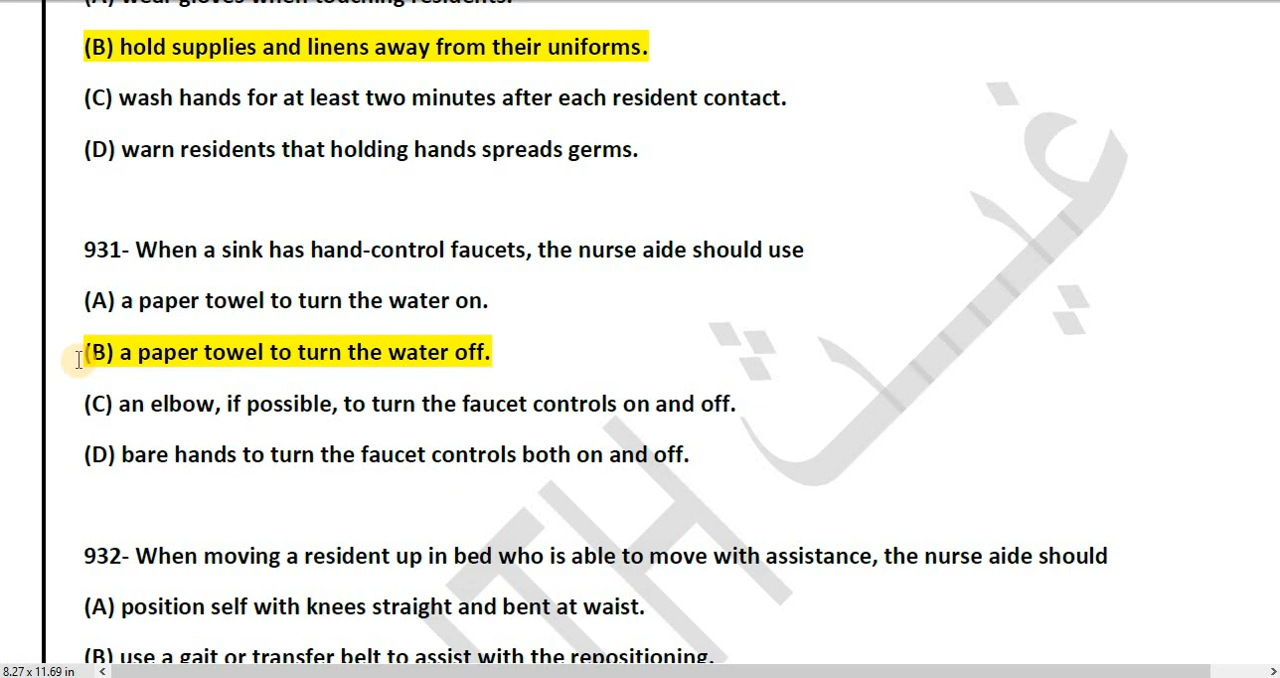 (B) hold supplies and linens away from their uniforms.
(C) wash hands for at least two minutes after each resident contact.
(D) warn residents that holding hands spreads germs.
931- When a sink has hand-control faucets, the nurse aide should use
(A) a paper towel to turn the water on.
(B) a paper towel to turn the water off.
(C) an elbow, if possible, to turn the faucet controls on and off.
(D) bare hands to turn the faucet controls both on and off.
932- When moving a resident up in bed who is able to move with assistance, the nurse aide should
(A) position self with knees straight and bent at waist.
(B) use a gait or transfer belt to assist with the repositioning.
8.27 x 11.69 in